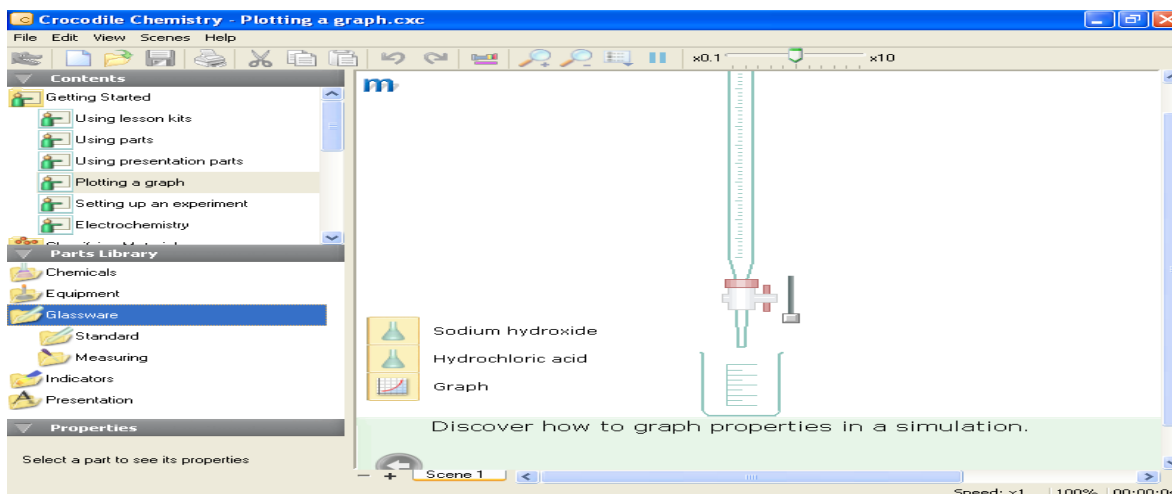 Crocodile Chemistry - Plotting a graph.cxc
File Edit View Scenes Help
x0.1 x10
Contents
Getting Started
Using lesson kits
Using parts
Using presentation parts
Plotting a graph
Setting up an experiment
Electrochemistry
Parts Library
Chemicals
Equipment
Glassware
Standard
Measuring
Indicators
Presentation
Properties
Select a part to see its properties
m
Sodium hydroxide
Hydrochloric acid
Graph
Discover how to graph properties in a simulation.
Scene 1
Speed: x1 100%